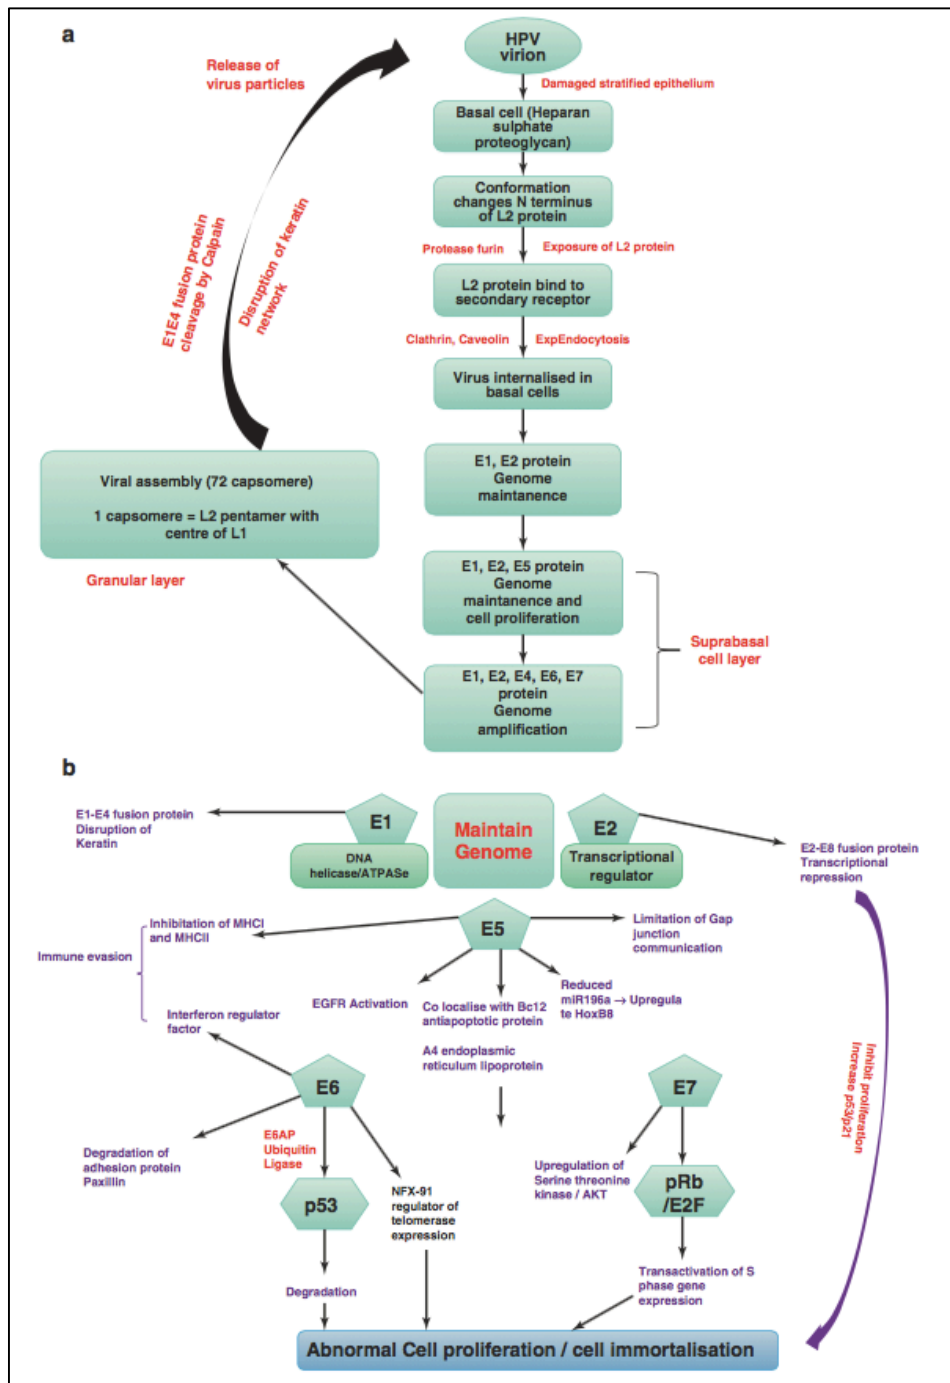 a
HPV
virion
Release of
virus particles
Damaged stratified epithelium
Basal cell (Heparan
sulphate
proteoglycan)
Conformation
changes N terminus
of L2 protein
Protease furin
Exposure of L2 protein
E1E4 fusion protein
cleavage by Calpain
Disruption of keratin
network
L2 protein bind to
secondary receptor
Clathrin, Caveolin
ExpEndocytosis
Virus internalised in
basal cells
E1, E2 protein
Genome
maintanence
Viral assembly (72 capsomere)
1 capsomere = L2 pentamer with
centre of L1
Granular layer
E1, E2, E5 protein
Genome
maintanence and
cell proliferation
Suprabasal
cell layer
E1, E2, E4, E6, E7
protein
Genome
amplification
b
E1-E4 fusion protein
Disruption of
Keratin
E1
DNA
helicase/ATPASe
Maintain
Genome
E2
Transcriptional
regulator
E2-E8 fusion protein
Transcriptional
repression
Immune evasion
Inhibitation of MHCI
and MHCII
E5
Limitation of Gap
junction
communication
EGFR Activation
Co localise with Bc12
antiapoptotic protein
A4 endoplasmic
reticulum lipoprotein
Reduced
miR196a → Upregula
te HoxB8
Interferon regulator
factor
Inhibit proliferation
Increase p53/p21
E6
E7
Degradation of
adhesion protein
Paxillin
E6AP
Ubiquitin
Ligase
p53
NFX-91
regulator of
telomerase
expression
Upregulation of
Serine threonine
kinase / AKT
pRb
/E2F
Degradation
Transactivation of S
phase gene
expression
Abnormal Cell proliferation / cell immortalisation